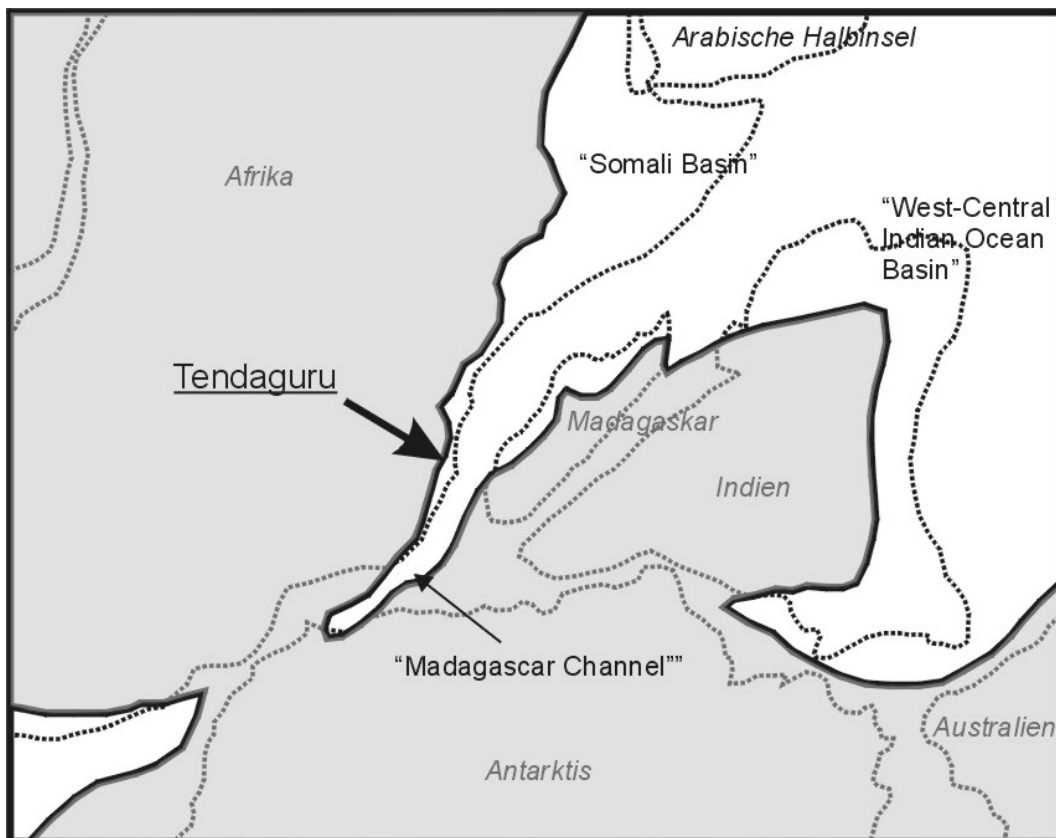 Arabische Halbinsel
“Somali Basin”
Afrika
“West-Central
Indian Ocean
Basin”
Tendaguru
Madagaskar
Indien
“Madagascar Channel””
Australien
Antarktis